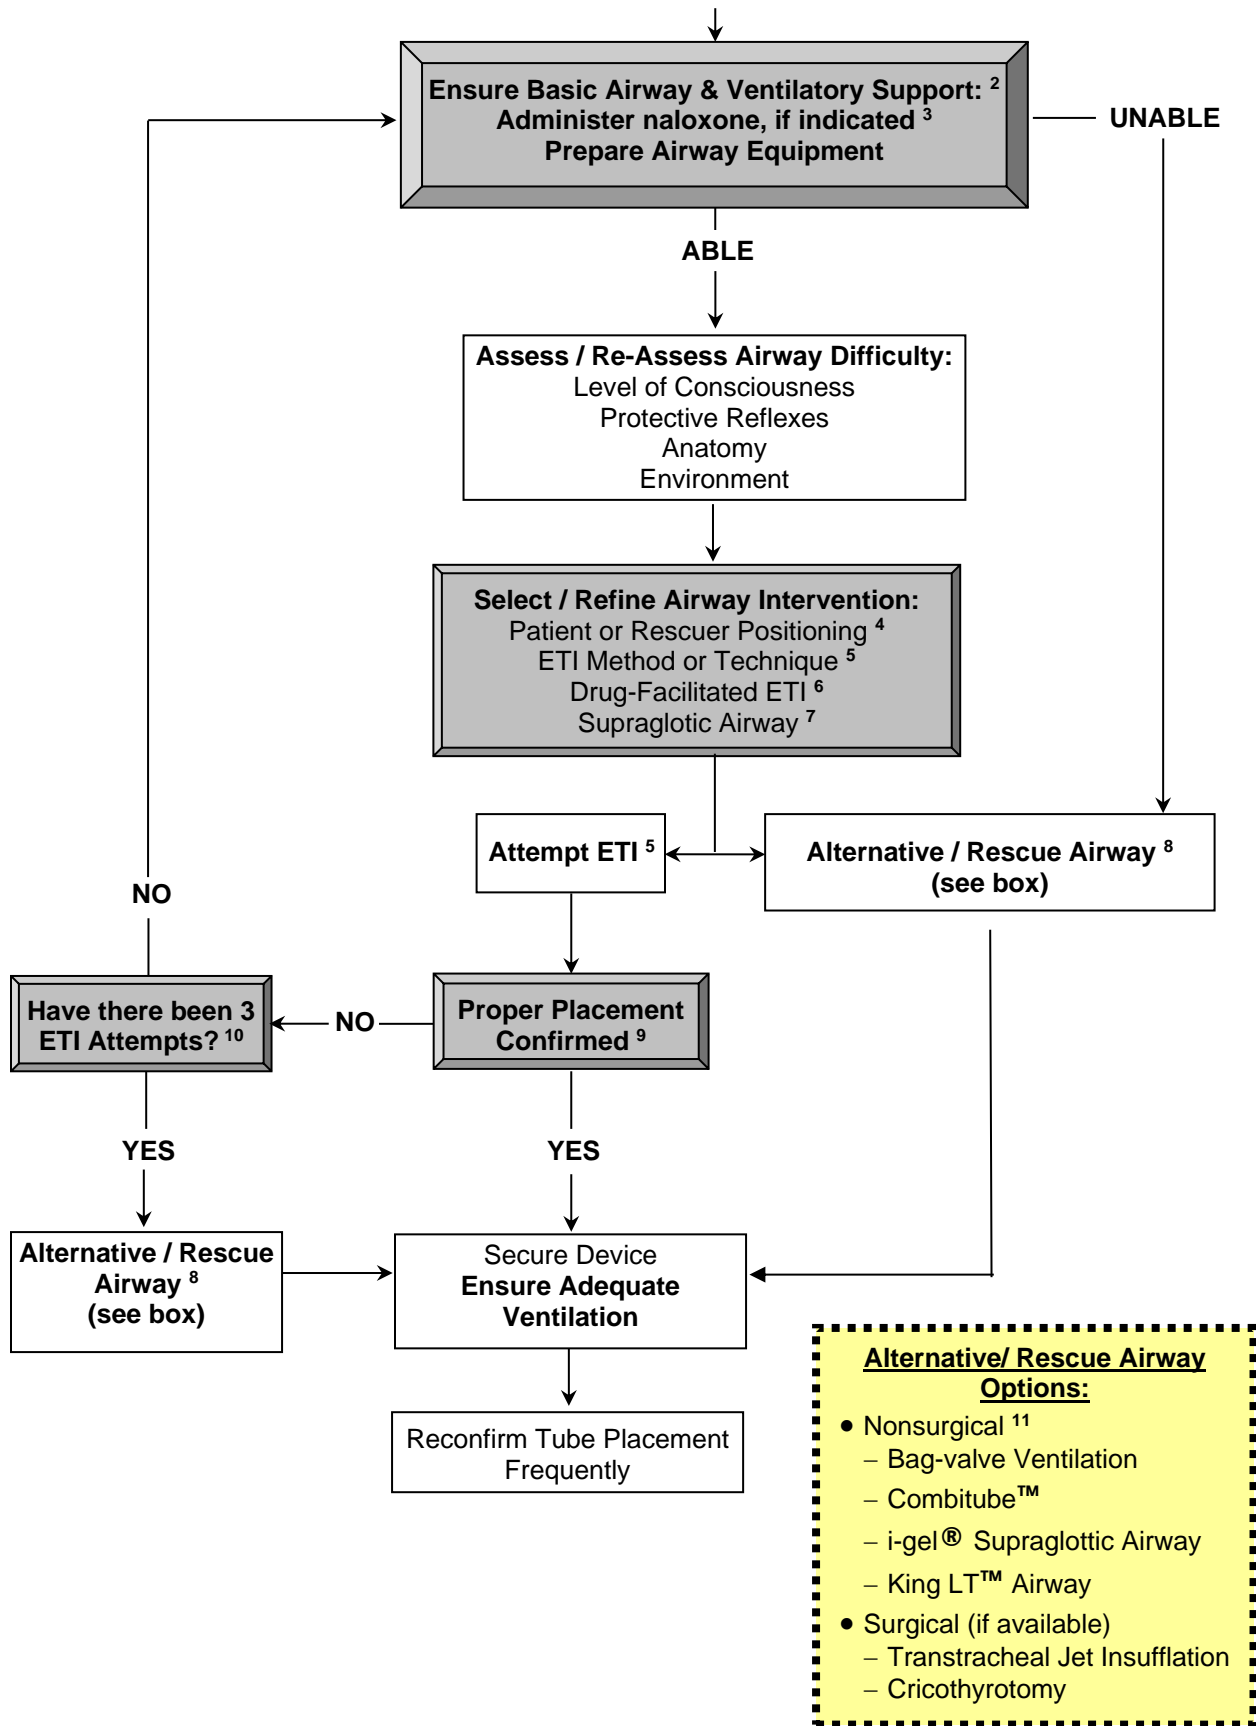 Ensure Basic Airway & Ventilatory Support: 2
Administer naloxone, if indicated 3
Prepare Airway Equipment
UNABLE
ABLE
Assess / Re-Assess Airway Difficulty:
Level of Consciousness
Protective Reflexes
Anatomy
Environment
Select / Refine Airway Intervention:
Patient or Rescuer Positioning 4
ETI Method or Technique 5
Drug-Facilitated ETI 6
Supraglotic Airway 7
Attempt ETI 5
Alternative / Rescue Airway 8
(see box)
NO
Have there been 3
ETI Attempts? 10
NO
Proper Placement
Confirmed 9
YES
YES
Alternative / Rescue
Airway 8
(see box)
Secure Device
Ensure Adequate
Ventilation
Reconfirm Tube Placement
Frequently
Alternative/ Rescue Airway
Options:
• Nonsurgical 11
– Bag-valve Ventilation
– Combitube™
– i-gel® Supraglottic Airway
– King LT™ Airway
• Surgical (if available)
– Transtracheal Jet Insufflation
– Cricothyrotomy